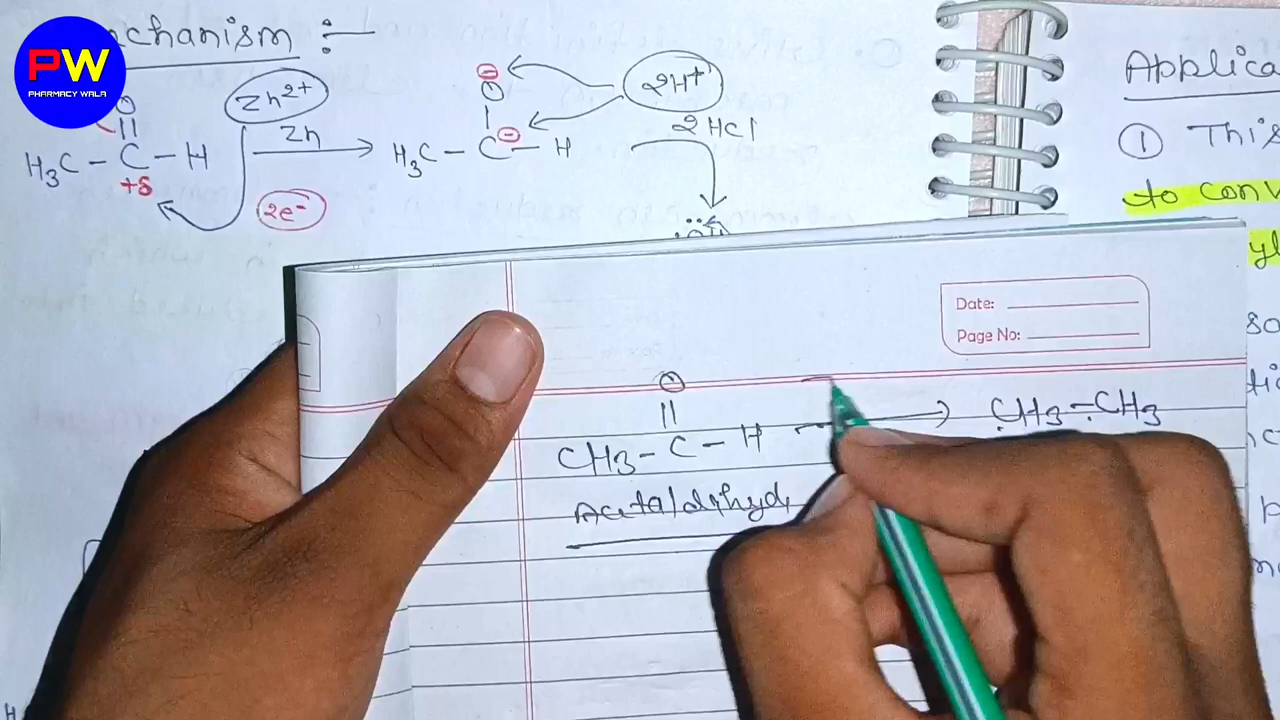 PW
PHARMACY WALA
chanism :-
O
||
H3C - C - H
+δ
Zn2+
Zn
2e-
⊖
O
|
H3C - C⊖ - H
2H+
2HCl
Applica
① This
to conv
Date:
Page No:
O
||
CH3 - C - H → CH3 - CH3
Acetaldihyd